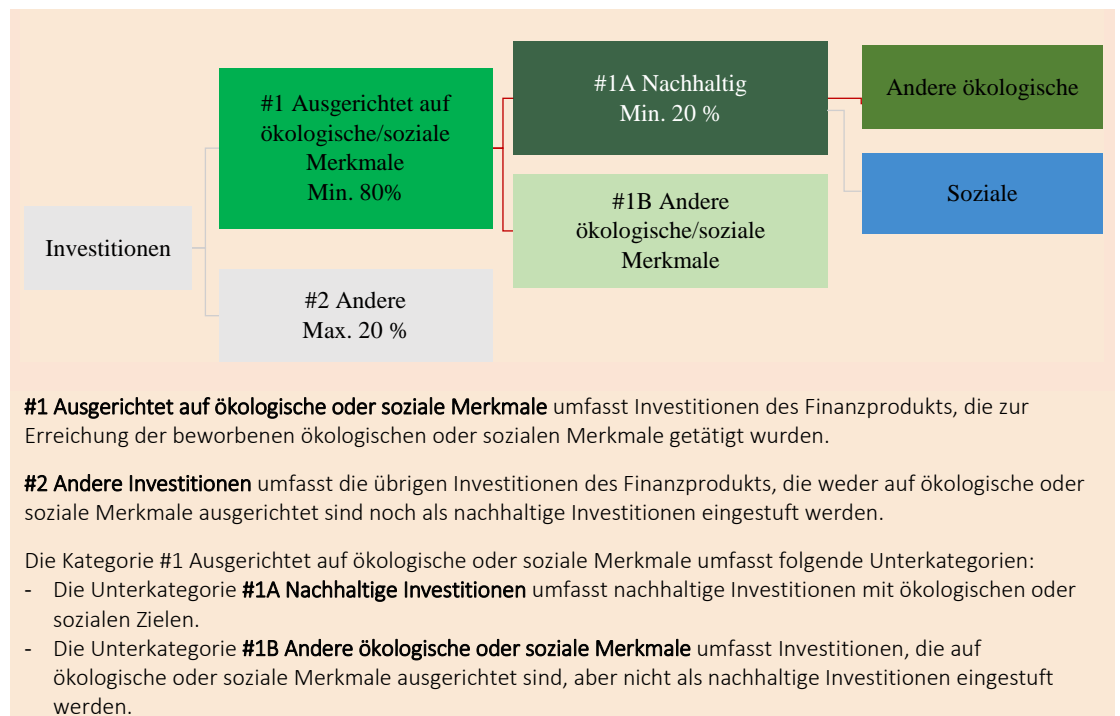 Investitionen
#1 Ausgerichtet auf
ökologische/soziale
Merkmale
Min. 80%
#2 Andere
Max. 20 %
#1A Nachhaltig
Min. 20 %
#1B Andere
ökologische/soziale
Merkmale
Andere ökologische
Soziale
#1 Ausgerichtet auf ökologische oder soziale Merkmale umfasst Investitionen des Finanzprodukts, die zur
Erreichung der beworbenen ökologischen oder sozialen Merkmale getätigt wurden.
#2 Andere Investitionen umfasst die übrigen Investitionen des Finanzprodukts, die weder auf ökologische oder
soziale Merkmale ausgerichtet sind noch als nachhaltige Investitionen eingestuft werden.
Die Kategorie #1 Ausgerichtet auf ökologische oder soziale Merkmale umfasst folgende Unterkategorien:
- Die Unterkategorie #1A Nachhaltige Investitionen umfasst nachhaltige Investitionen mit ökologischen oder
sozialen Zielen.
- Die Unterkategorie #1B Andere ökologische oder soziale Merkmale umfasst Investitionen, die auf
ökologische oder soziale Merkmale ausgerichtet sind, aber nicht als nachhaltige Investitionen eingestuft
werden.